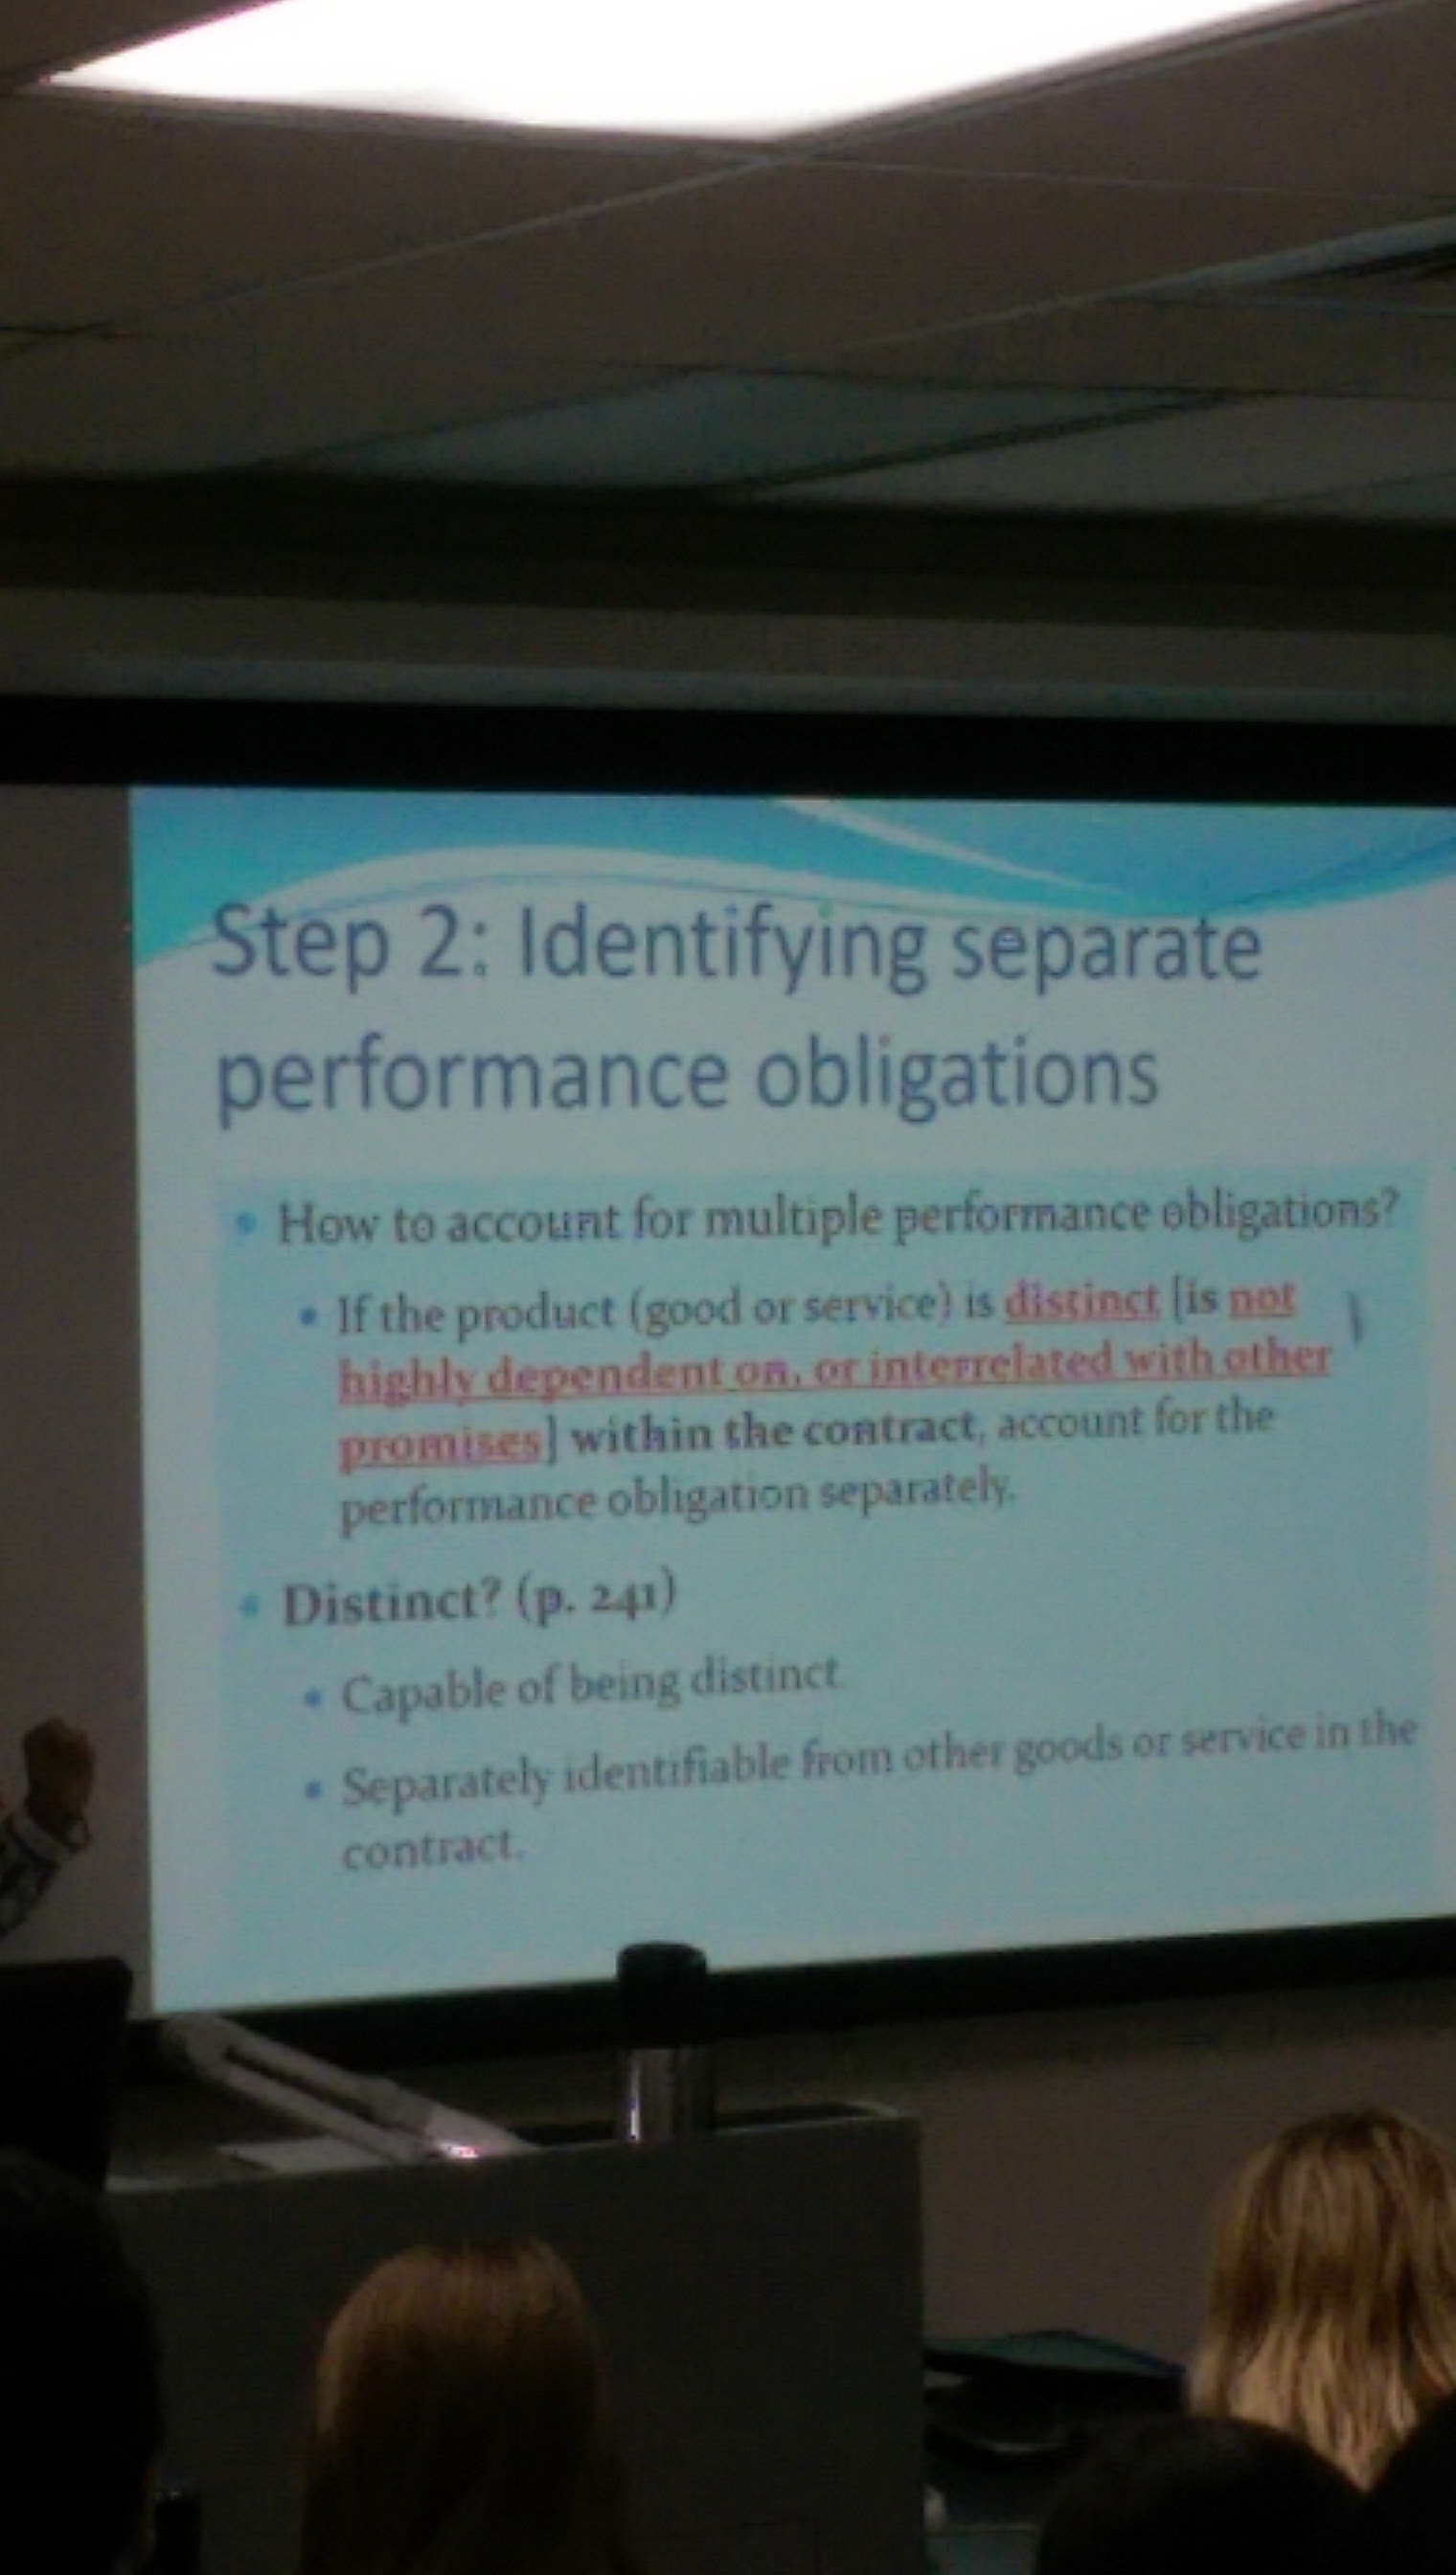 Step 2: Identifying separate
performance obligations
How to account for multiple performance obligations?
If the product (good or service) is distinct [is not
highly dependent on, or interrelated with other
promises] within the contract, account for the
performance obligation separately.
Distinct? (p. 241)
Capable of being distinct.
Separately identifiable from other goods or service in the
contract.